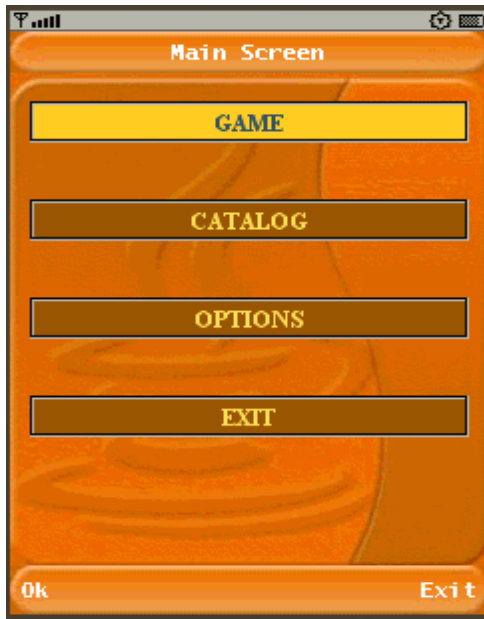 Main Screen
GAME
CATALOG
OPTIONS
EXIT
Ok Exit